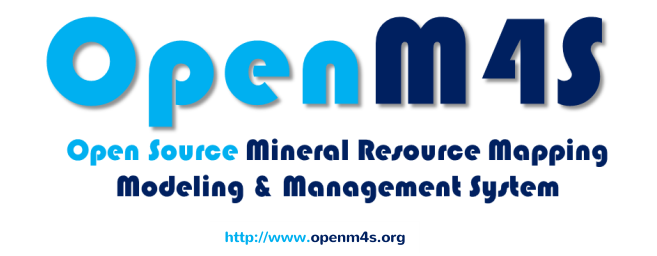 OpenM4S
Open Source Mineral Resource Mapping
Modeling & Management System
http://www.openm4s.org